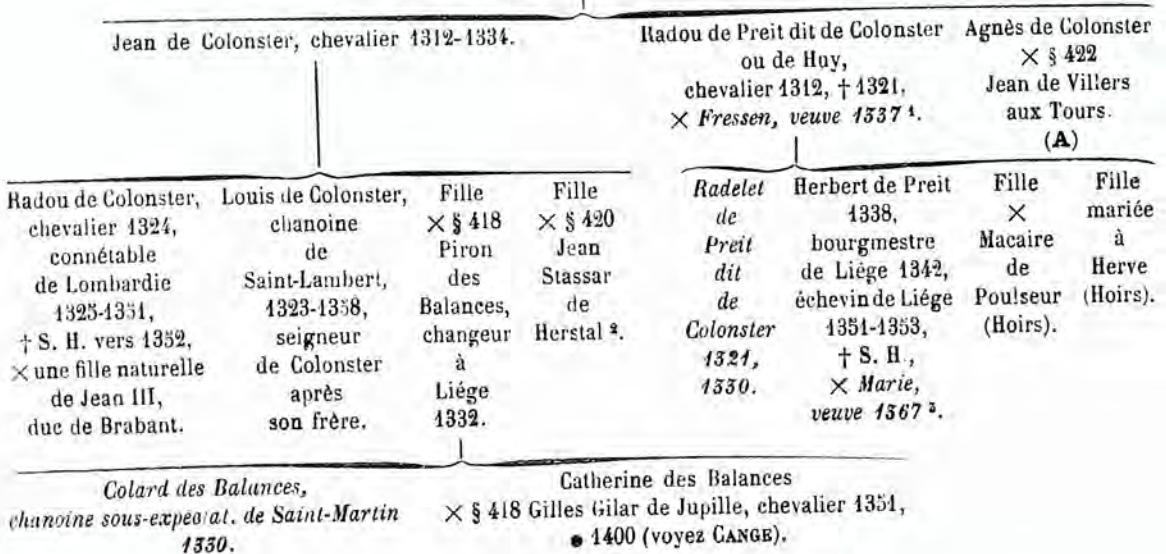 Jean de Colonster, chevalier 1312-1334.
Radou de Preit dit de Colonster
ou de Huy,
chevalier 1312, † 1321,
× Fressen, veuve 1337 ¹.
Agnès de Colonster
× § 422
Jean de Villers
aux Tours.
(A)
Radou de Colonster,
chevalier 1324,
connétable
de Lombardie
1325-1351,
† S. H. vers 1352,
× une fille naturelle
de Jean III,
duc de Brabant.
Louis de Colonster,
chanoine
de
Saint-Lambert,
1323-1358,
seigneur
de Colonster
après
son frère.
Fille
× § 418
Piron
des
Balances,
changeur
à
Liége
1332.
Fille
× § 420
Jean
Stassar
de
Herstal ².
Radelet
de
Preit
dit
de
Colonster
1321,
1330.
Herbert de Preit
1338,
bourgmestre
de Liége 1342,
échevin de Liége
1351-1353,
† S. H.,
× Marie,
veuve 1367 ³.
Fille
×
Macaire
de
Poulseur
(Hoirs).
Fille
mariée
à
Herve
(Hoirs).
Colard des Balances,
chanoine sous-expectat. de Saint-Martin
1330.
Catherine des Balances
× § 418 Gilles Gilar de Jupille, chevalier 1351,
● 1400 (voyez CANGE).